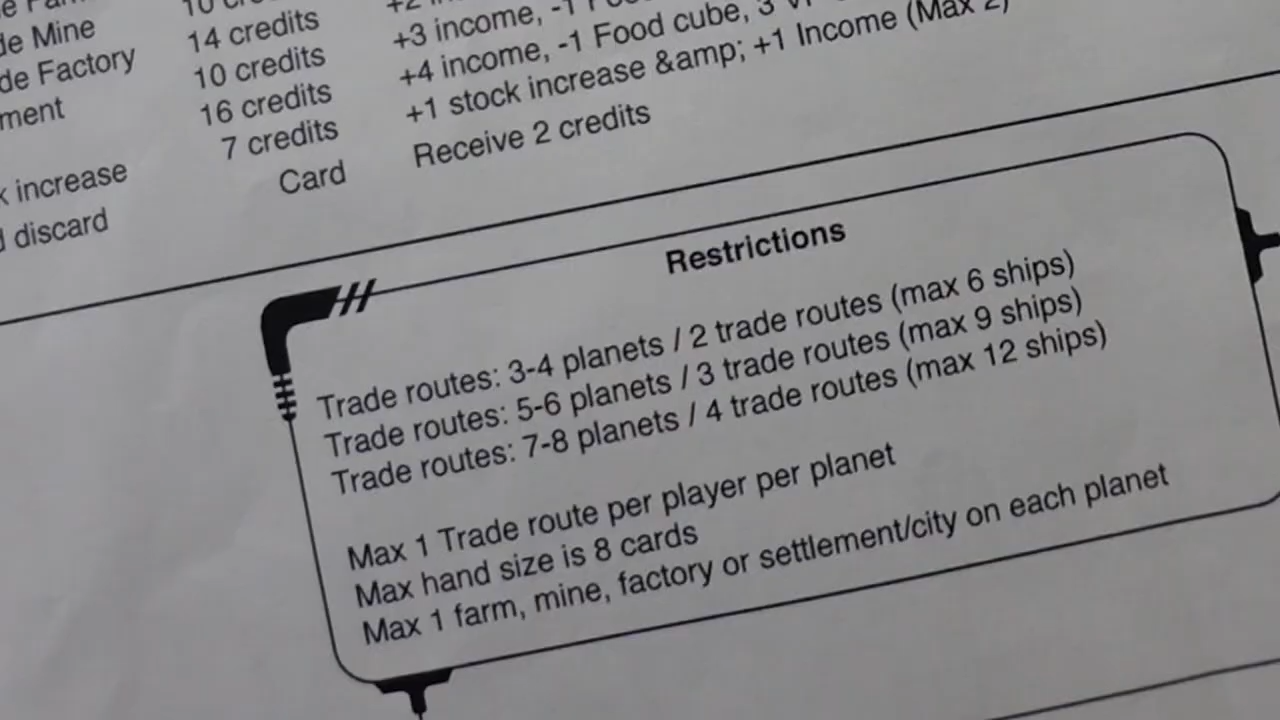 de Mine
de Factory 14 credits
ment 10 credits +3 income, -1
16 credits +4 income, -1 Food cube, 3
increase 7 credits +1 stock increase &amp; +1 Income (Max 2)
discard Card Receive 2 credits
Restrictions
Trade routes: 3-4 planets / 2 trade routes (max 6 ships)
Trade routes: 5-6 planets / 3 trade routes (max 9 ships)
Trade routes: 7-8 planets / 4 trade routes (max 12 ships)
Max 1 Trade route per player per planet
Max hand size is 8 cards
Max 1 farm, mine, factory or settlement/city on each planet